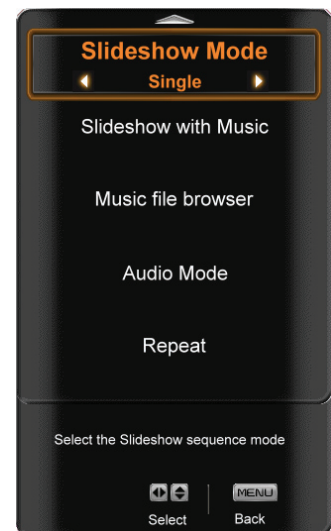 Slideshow Mode
Single
Slideshow with Music
Music file browser
Audio Mode
Repeat
Select the Slideshow sequence mode
MENU
Select Back